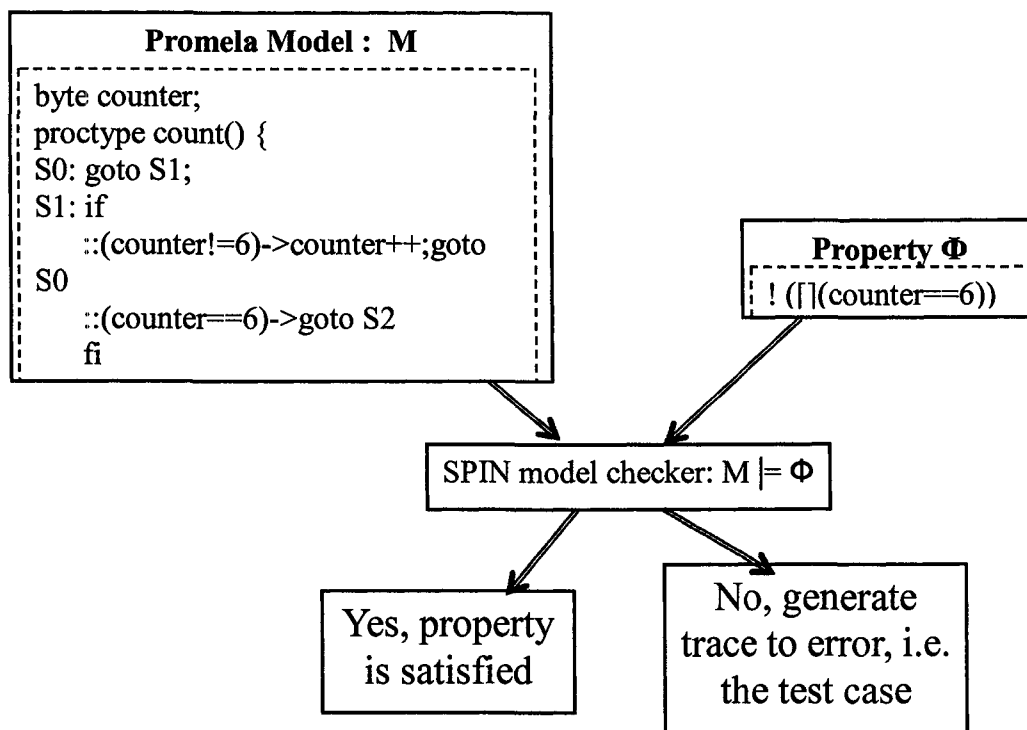 Promela Model : M
byte counter;
proctype count() {
S0: goto S1;
S1: if
::(counter!=6)->counter++;goto
S0
::(counter==6)->goto S2
fi
Property Φ
! ([](counter==6))
SPIN model checker: M |= Φ
Yes, property
is satisfied
No, generate
trace to error, i.e.
the test case